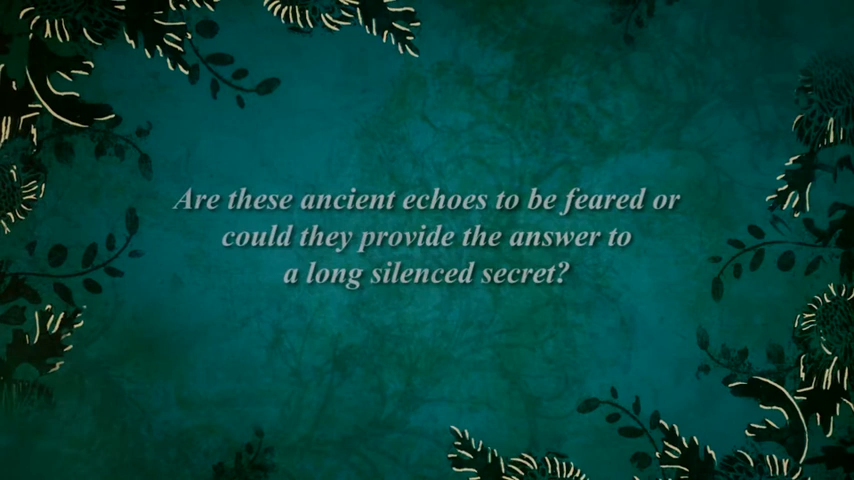 Are these ancient echoes to be feared or
could they provide the answer to
a long silenced secret?